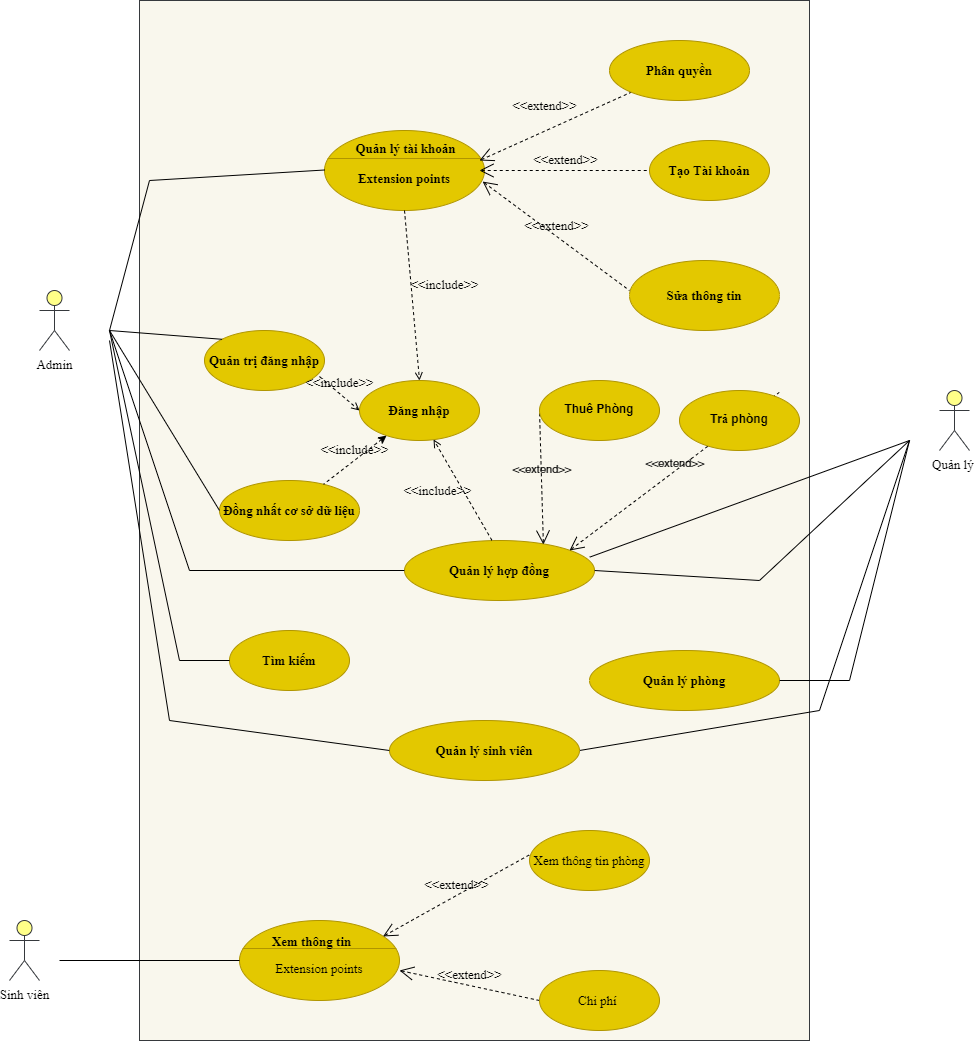 Phân quyền
<<extend>>
Quản lý tài khoản
Extension points
<<extend>>
Tạo Tài khoản
<<extend>>
Sửa thông tin
<<include>>
Admin
Quản trị đăng nhập
<<include>>
Đăng nhập
Thuê Phòng
Trả phòng
Quản lý
<<include>>
<<extend>>
<<extend>>
<<include>>
Đồng nhất cơ sở dữ liệu
Quản lý hợp đồng
Tìm kiếm
Quản lý phòng
Quản lý sinh viên
Xem thông tin phòng
<<extend>>
Xem thông tin
Extension points
<<extend>>
Sinh viên
Chi phí